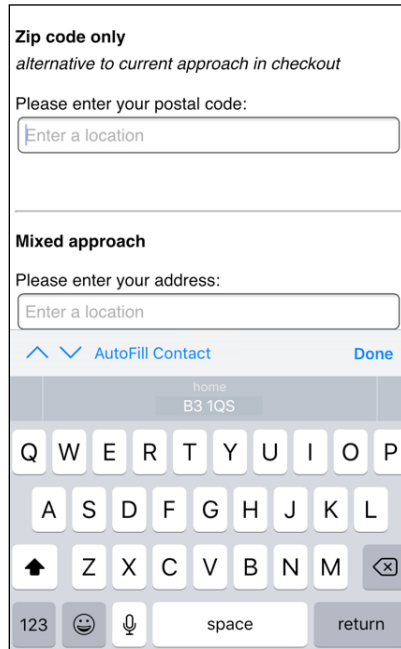 Zip code only
alternative to current approach in checkout
Please enter your postal code:
Enter a location
Mixed approach
Please enter your address:
Enter a location
AutoFill Contact Done
home
B3 1QS
Q W E R T Y U I O P
A S D F G H J K L
Z X C V B N M
123 space return